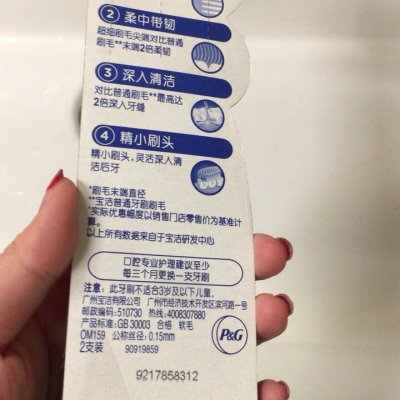 ② 柔中带韧
超细刷毛尖端对比普通
刷毛**末端2倍柔韧
③ 深入清洁
对比普通刷毛**最高达
2倍深入牙缝
④ 精小刷头
精小刷头,灵活深入清
洁后牙
*刷毛末端直径
**宝洁普通牙刷刷毛
*实际优惠幅度以销售门店零售价为基准计
算。
以上所有数据来自于宝洁研发中心
口腔专业护理建议至少
每三个月更换一支牙刷
注意: 此牙刷不适合3岁及以下儿童。
广州宝洁有限公司 广州市经济技术开发区滨河路一号
邮政编码:510730 热线:4008307880
产品标准:GB 30003 合格 软毛
OM159 公称丝径:0.15mm
2支装 90919859
P&G
9217858312